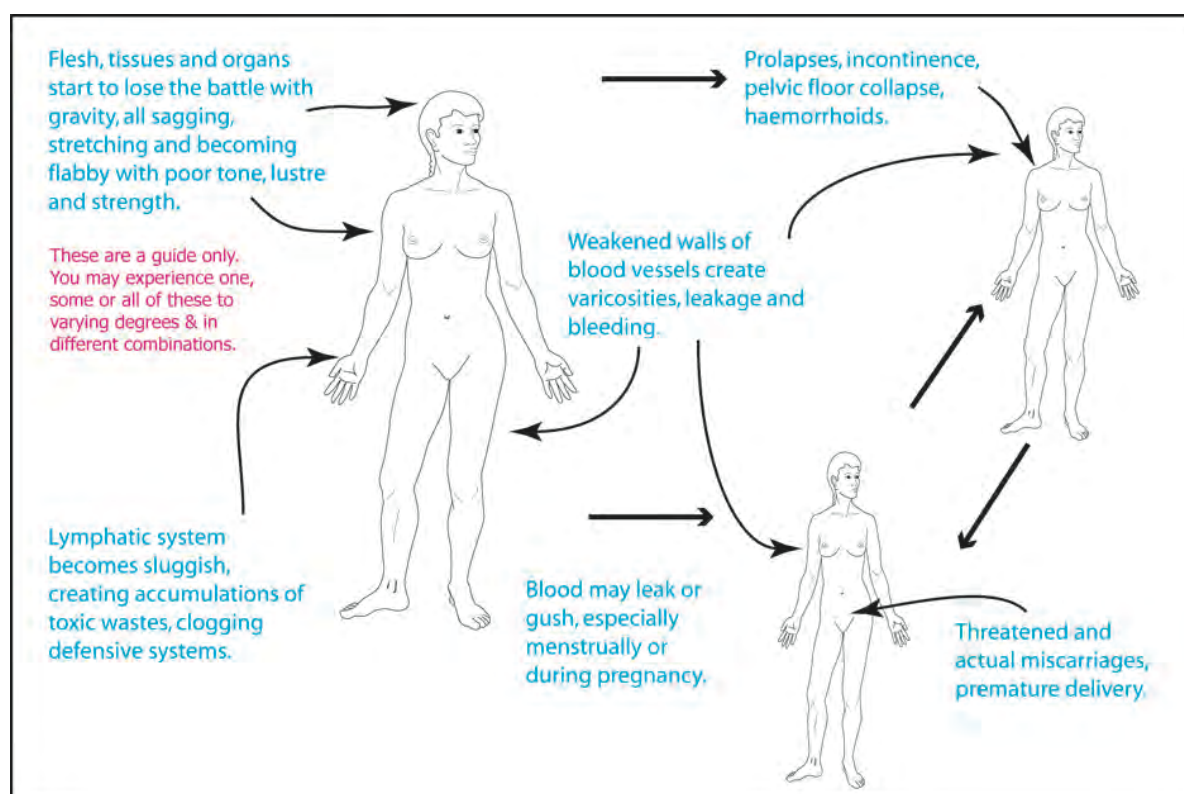 Flesh, tissues and organs
start to lose the battle with
gravity, all sagging,
stretching and becoming
flabby with poor tone, lustre
and strength.
These are a guide only.
You may experience one,
some or all of these to
varying degrees & in
different combinations.
Prolapses, incontinence,
pelvic floor collapse,
haemorrhoids.
Weakened walls of
blood vessels create
varicosities, leakage and
bleeding.
Lymphatic system
becomes sluggish,
creating accumulations of
toxic wastes, clogging
defensive systems.
Blood may leak or
gush, especially
menstrually or
during pregnancy.
Threatened and
actual miscarriages,
premature delivery.